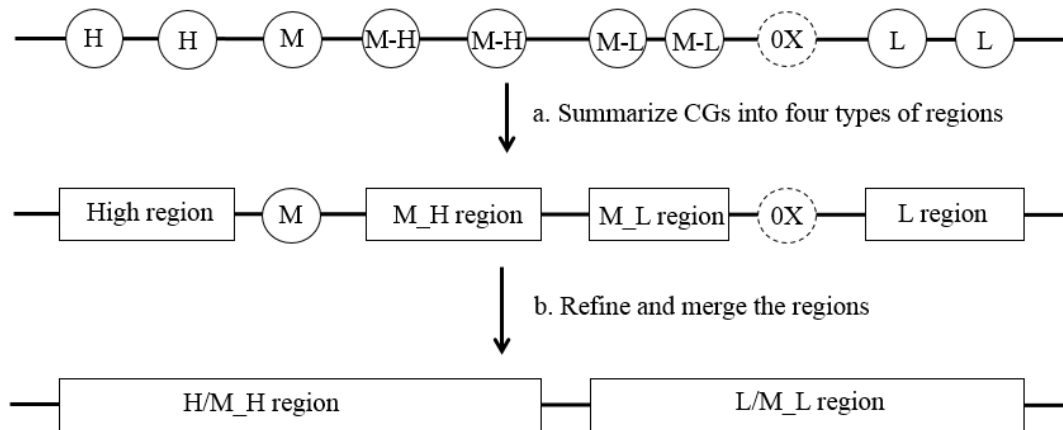 H H M M-H M-H M-L M-L 0X L L
a. Summarize CGs into four types of regions
High region M M_H region M_L region 0X L region
b. Refine and merge the regions
H/M_H region L/M_L region